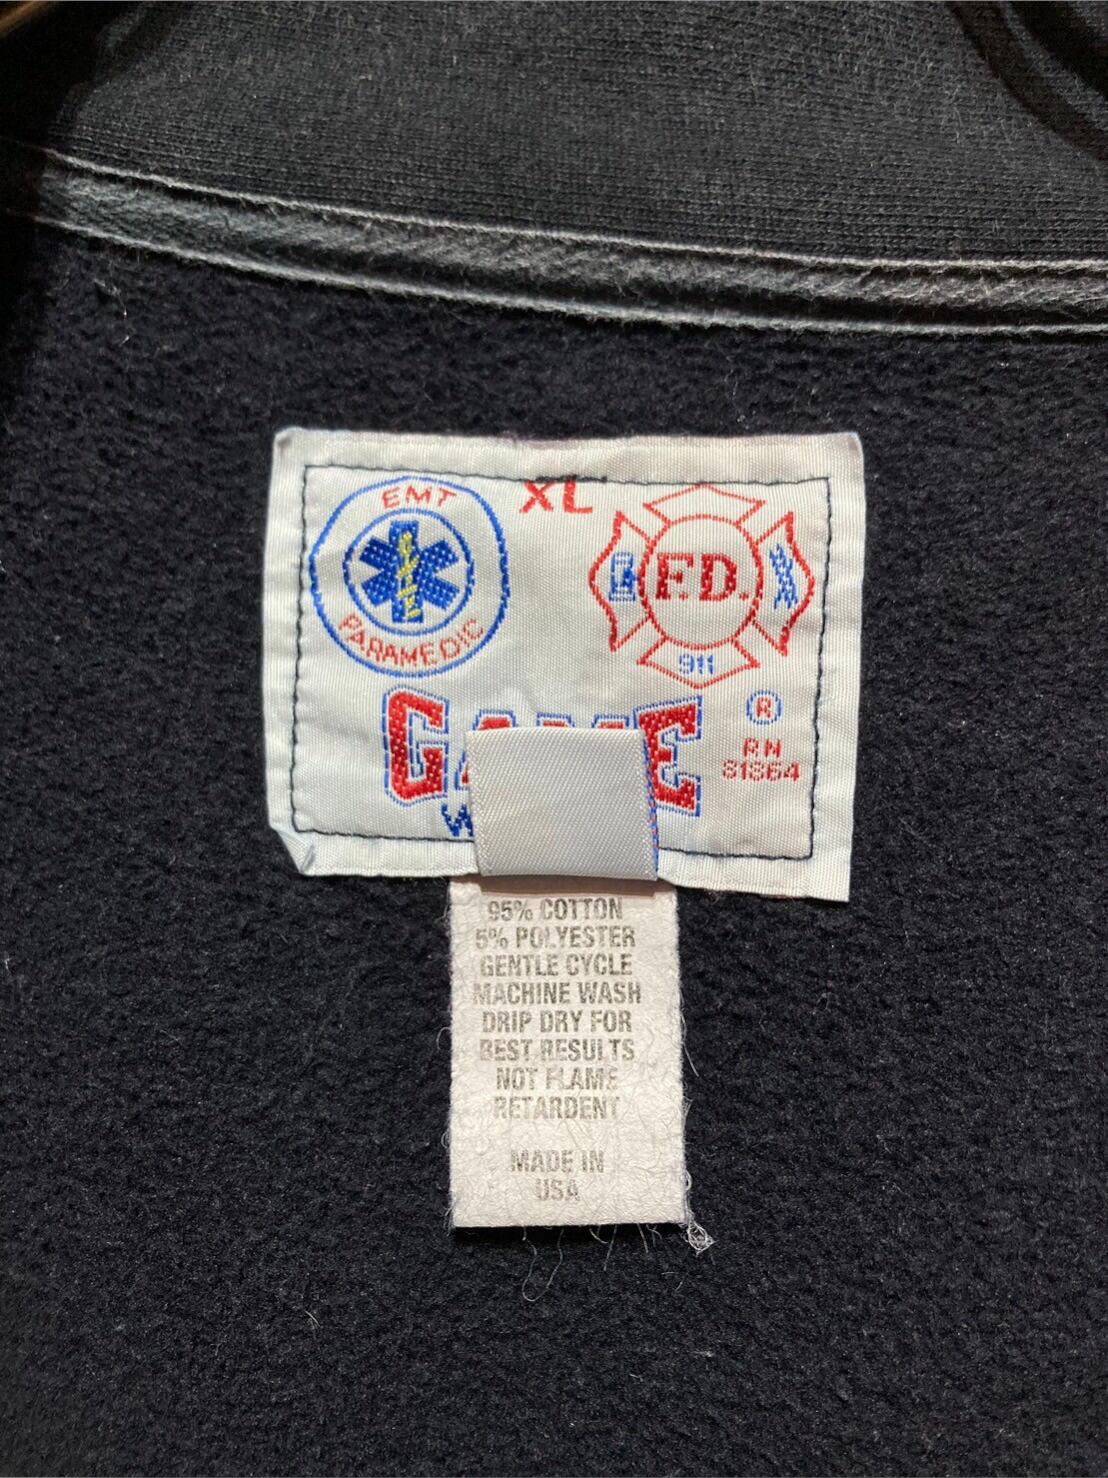 XL
EMT
PARAMEDIC
F.D.
911
®
RN
81864
95% COTTON
5% POLYESTER
GENTLE CYCLE
MACHINE WASH
DRIP DRY FOR
BEST RESULTS
NOT FLAME
RETARDENT
MADE IN
USA